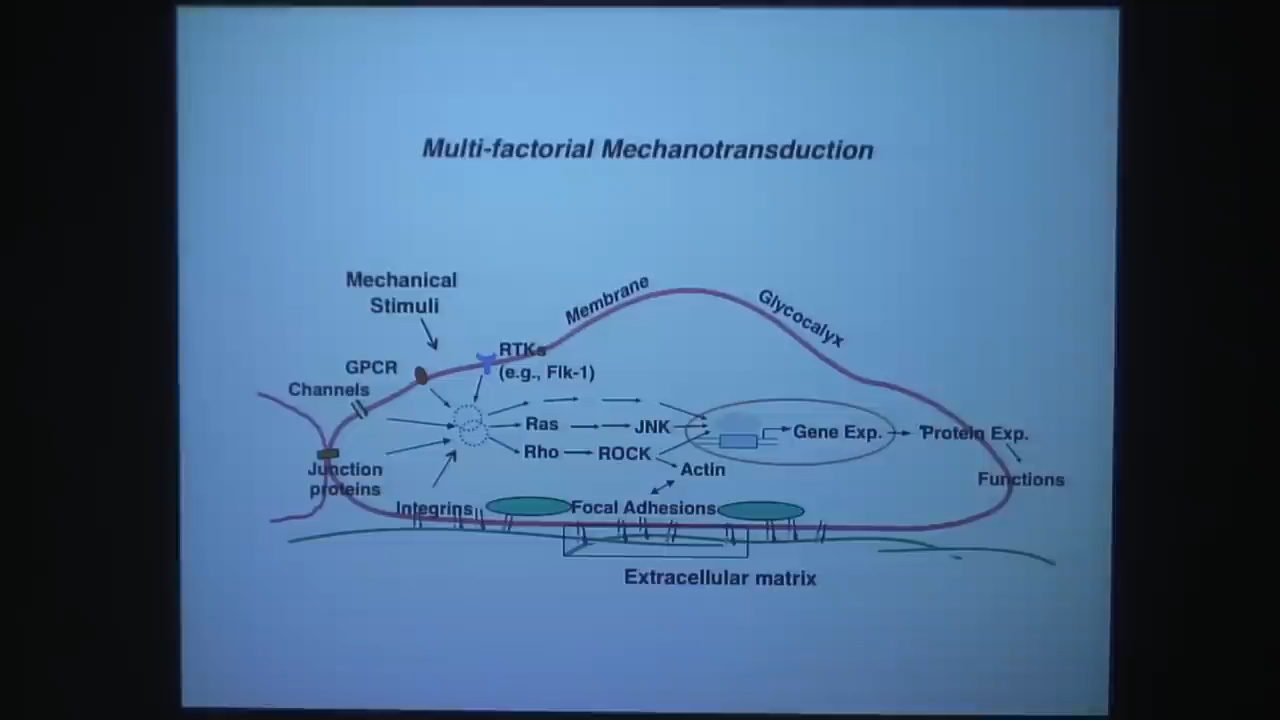 Multi-factorial Mechanotransduction
Mechanical
Stimuli
Membrane
Glycocalyx
RTKs
(e.g., Flk-1)
GPCR
Channels
Ras
JNK
Gene Exp.
Protein Exp.
Rho
ROCK
Actin
Junction
proteins
Functions
Integrins
Focal Adhesions
Extracellular matrix